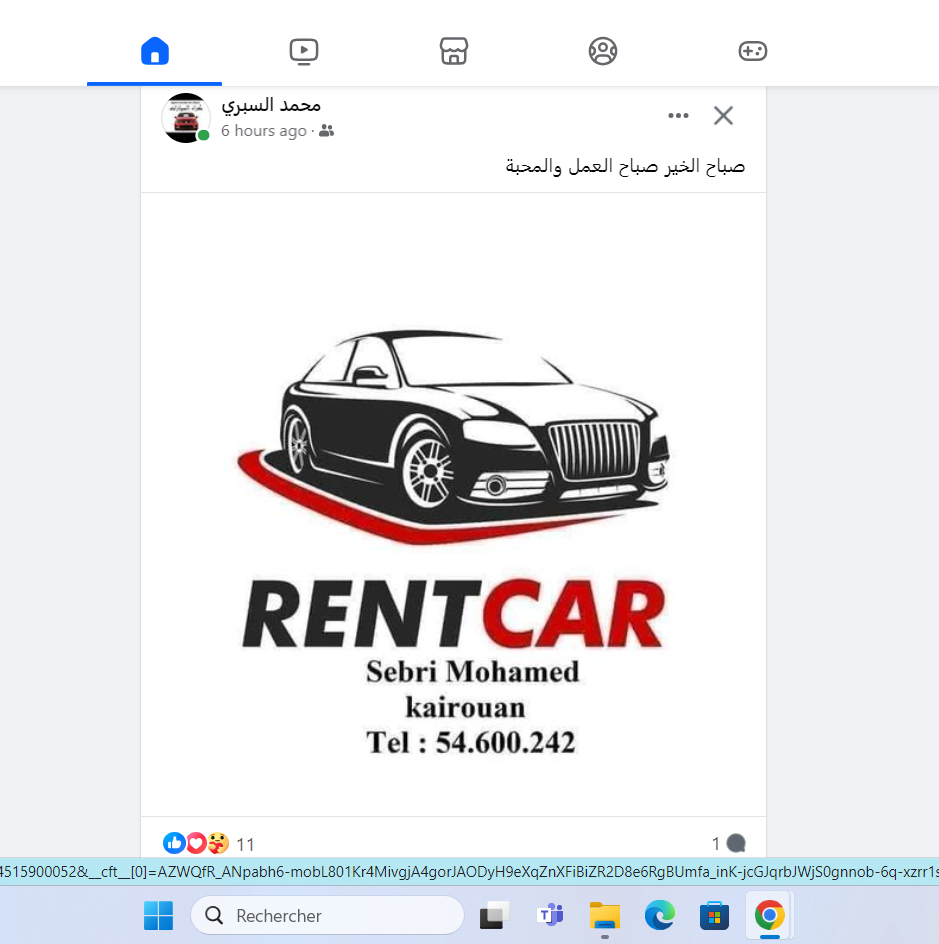 محمد السبري
6 hours ago ·
صباح الخير صباح العمل والمحبة
RENTCAR
Sebri Mohamed
kairouan
Tel : 54.600.242
11
1
4515900052&__cft__[0]=AZWQfR_ANpabh6-mobL801Kr4MivgjA4gorJAODyH9eXqZnXFiBiZR2D8e6RgBUmfa_inK-jcGJqrbJWjS0gnnob-6q-xzrr1s
Rechercher